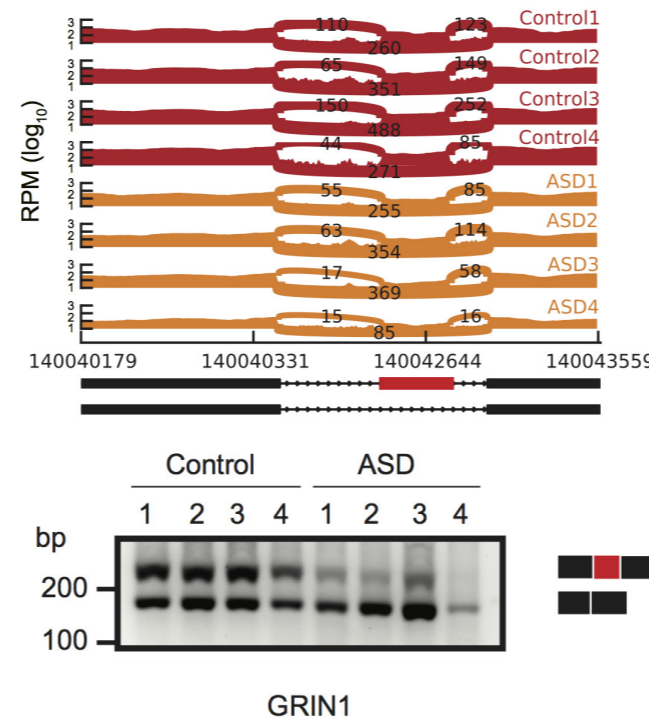 RPM (log10)
3 2 1 110 123 260 Control1
3 2 1 65 149 351 Control2
3 2 1 150 252 488 Control3
3 2 1 44 85 271 Control4
3 2 1 55 85 255 ASD1
3 2 1 63 114 354 ASD2
3 2 1 17 58 369 ASD3
3 2 1 15 16 85 ASD4
140040179 140040331 140042644 140043559
Control ASD
1 2 3 4 1 2 3 4
bp
200
100
GRIN1